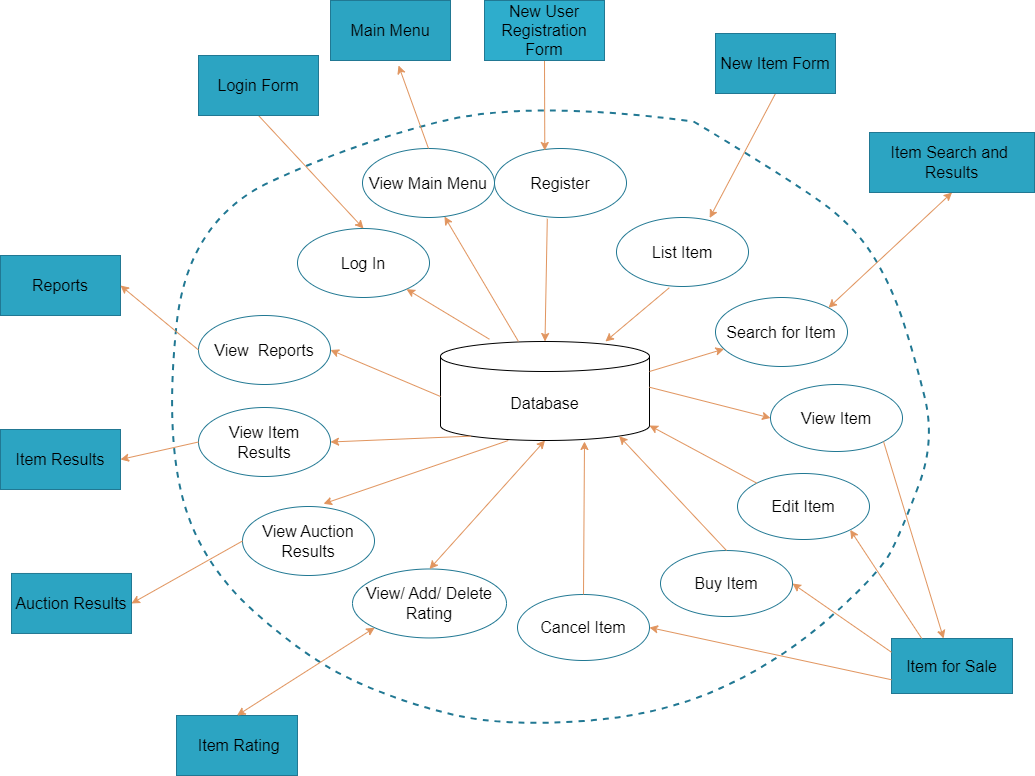 New User
Registration
Form
Main Menu
New Item Form
Login Form
Item Search and
Results
View Main Menu
Register
List Item
Log In
Reports
Search for Item
View  Reports
Database
View Item
View Item
Results
Item Results
Edit Item
View Auction
Results
Buy Item
Auction Results
View/ Add/ Delete
Rating
Cancel Item
Item for Sale
Item Rating